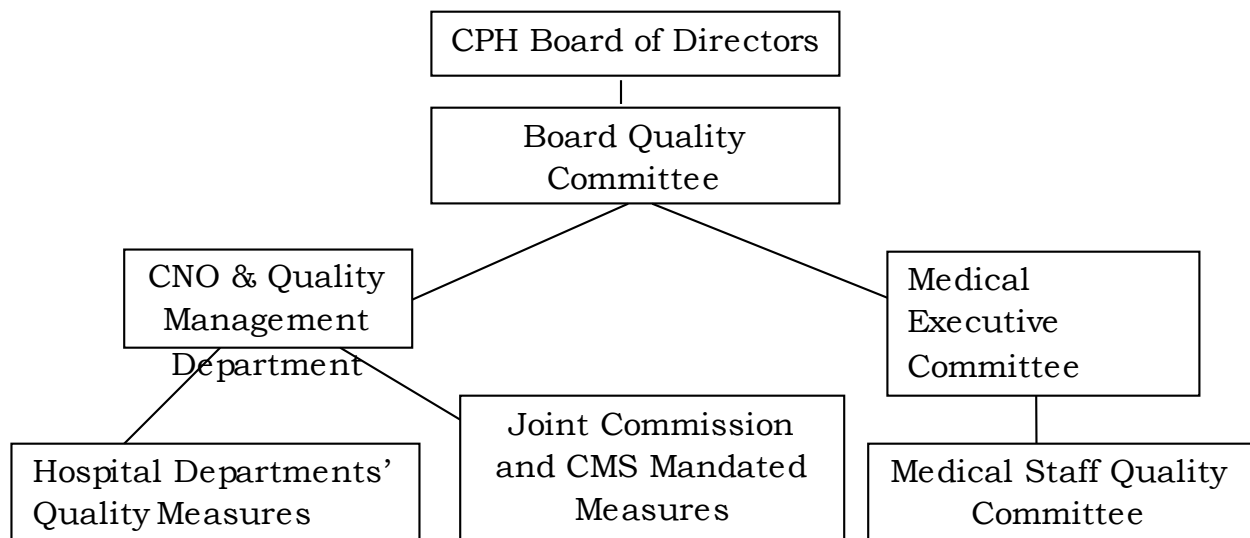 CPH Board of Directors
Board Quality
Committee
CNO & Quality
Management
Department
Medical
Executive
Committee
Hospital Departments’
Quality Measures
Joint Commission
and CMS Mandated
Measures
Medical Staff Quality
Committee